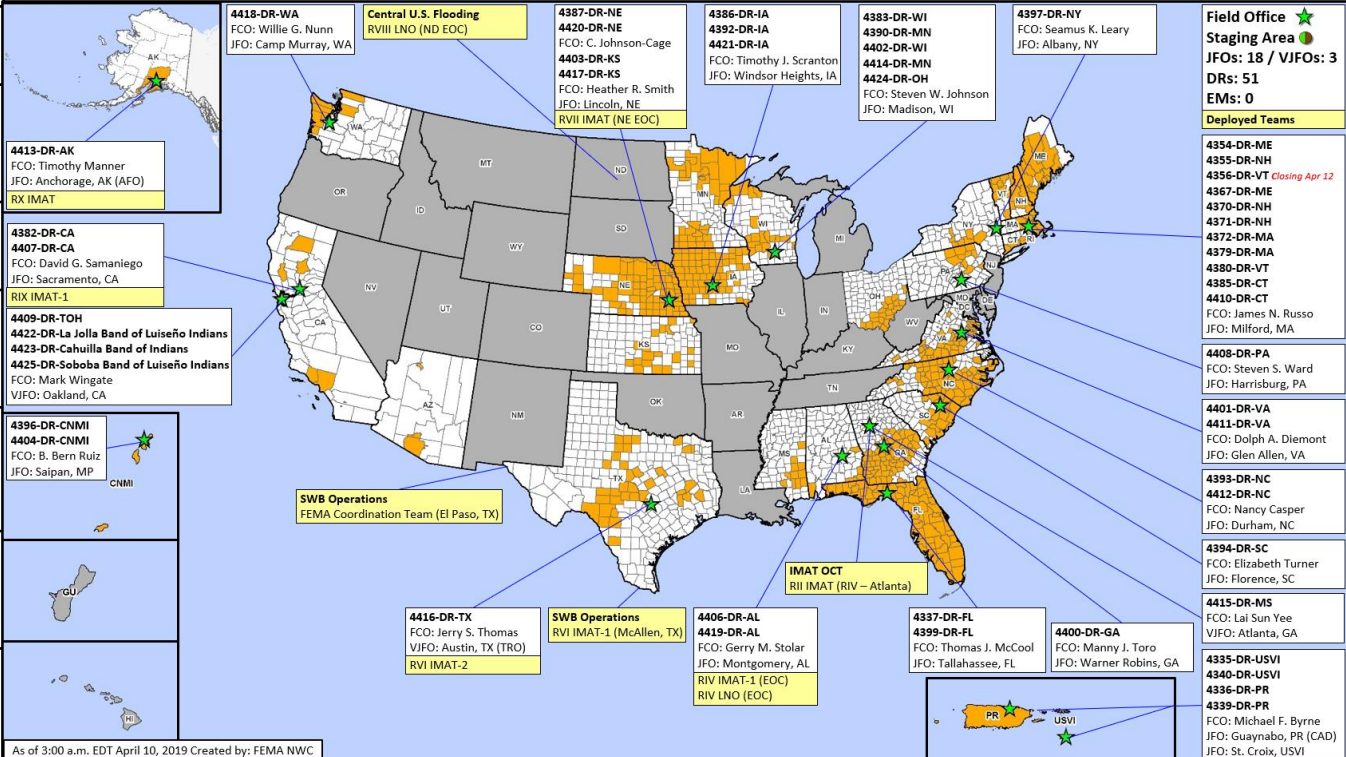 4418-DR-WA
FCO: Willie G. Nunn
JFO: Camp Murray, WA
Central U.S. Flooding
RVIII LNO (ND EOC)
4387-DR-NE
4420-DR-NE
FCO: C. Johnson-Cage
4403-DR-KS
4417-DR-KS
FCO: Heather R. Smith
JFO: Lincoln, NE
RVII IMAT (NE EOC)
4386-DR-IA
4392-DR-IA
4421-DR-IA
FCO: Timothy J. Scranton
JFO: Windsor Heights, IA
4383-DR-WI
4390-DR-MN
4402-DR-WI
4414-DR-MN
4424-DR-OH
FCO: Steven W. Johnson
JFO: Madison, WI
4397-DR-NY
FCO: Seamus K. Leary
JFO: Albany, NY
Field Office
Staging Area
JFOs: 18 / VJFOs: 3
DRs: 51
EMs: 0
Deployed Teams
AK
4413-DR-AK
FCO: Timothy Manner
JFO: Anchorage, AK (AFO)
RX IMAT
4382-DR-CA
4407-DR-CA
FCO: David G. Samaniego
JFO: Sacramento, CA
RIX IMAT-1
4409-DR-TOH
4422-DR-La Jolla Band of Luiseño Indians
4423-DR-Cahuilla Band of Indians
4425-DR-Soboba Band of Luiseño Indians
FCO: Mark Wingate
VJFO: Oakland, CA
4396-DR-CNMI
4404-DR-CNMI
FCO: B. Bern Ruiz
JFO: Saipan, MP
CNMI
GU
HI
WA
OR
ID
MT
ND
SD
WY
NV
UT
CO
CA
AZ
NM
NE
KS
OK
TX
MN
IA
MO
AR
LA
WI
IL
IN
MI
OH
KY
TN
MS
AL
GA
FL
SC
NC
VA
WV
MD
DC
DE
NJ
PA
NY
CT
RI
MA
VT
NH
ME
4354-DR-ME
4355-DR-NH
4356-DR-VT Closing Apr 12
4367-DR-ME
4370-DR-NH
4371-DR-NH
4372-DR-MA
4379-DR-MA
4380-DR-VT
4385-DR-CT
4410-DR-CT
FCO: James N. Russo
JFO: Milford, MA
4408-DR-PA
FCO: Steven S. Ward
JFO: Harrisburg, PA
4401-DR-VA
4411-DR-VA
FCO: Dolph A. Diemont
JFO: Glen Allen, VA
4393-DR-NC
4412-DR-NC
FCO: Nancy Casper
JFO: Durham, NC
4394-DR-SC
FCO: Elizabeth Turner
JFO: Florence, SC
4415-DR-MS
FCO: Lai Sun Yee
VJFO: Atlanta, GA
4335-DR-USVI
4340-DR-USVI
4336-DR-PR
4339-DR-PR
FCO: Michael F. Byrne
JFO: Guaynabo, PR (CAD)
JFO: St. Croix, USVI
SWB Operations
FEMA Coordination Team (El Paso, TX)
IMAT OCT
RII IMAT (RIV – Atlanta)
4416-DR-TX
FCO: Jerry S. Thomas
VJFO: Austin, TX (TRO)
RVI IMAT-2
SWB Operations
RVI IMAT-1 (McAllen, TX)
4406-DR-AL
4419-DR-AL
FCO: Gerry M. Stolar
JFO: Montgomery, AL
RIV IMAT-1 (EOC)
RIV LNO (EOC)
4337-DR-FL
4399-DR-FL
FCO: Thomas J. McCool
JFO: Tallahassee, FL
4400-DR-GA
FCO: Manny J. Toro
JFO: Warner Robins, GA
PR
USVI
As of 3:00 a.m. EDT April 10, 2019 Created by: FEMA NWC